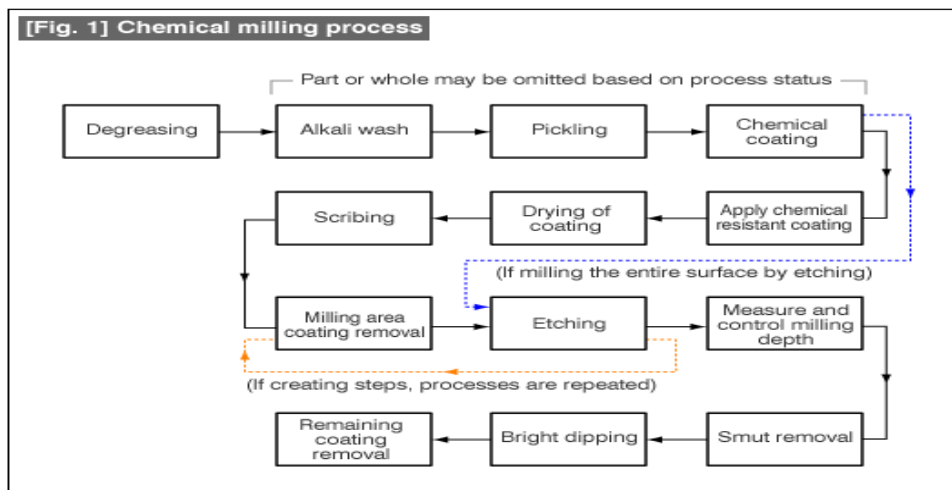 [Fig. 1] Chemical milling process
Part or whole may be omitted based on process status
Degreasing
Alkali wash
Pickling
Chemical
coating
Scribing
Drying of
coating
Apply chemical
resistant coating
(If milling the entire surface by etching)
Milling area
coating removal
Etching
Measure and
control milling
depth
(If creating steps, processes are repeated)
Remaining
coating
removal
Bright dipping
Smut removal